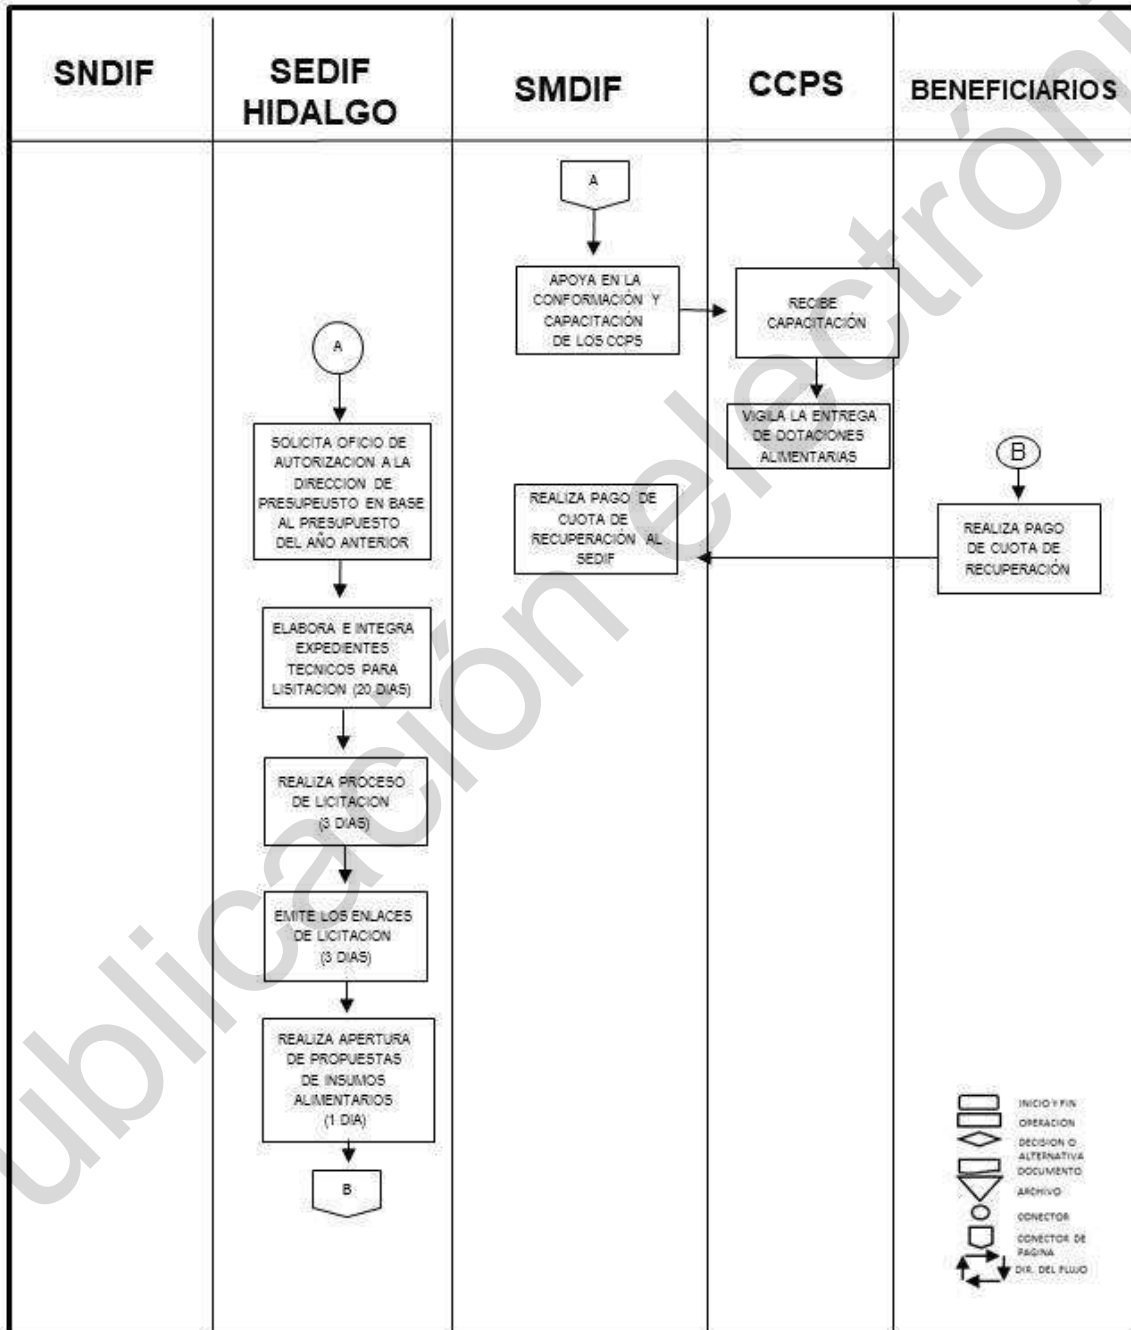 SNDIF
SEDIF
HIDALGO
SMDIF
CCPS
BENEFICIARIOS
A
APOYA EN LA
CONFORMACIÓN Y
CAPACITACIÓN
DE LOS CCPS
RECIBE
CAPACITACIÓN
VIGILA LA ENTREGA
DE DOTACIONES
ALIMENTARIAS
A
SOLICITA OFICIO DE
AUTORIZACION A LA
DIRECCION DE
PRESUPEUSTO EN BASE
AL PRESUPUESTO
DEL AÑO ANTERIOR
B
REALIZA PAGO
DE CUOTA DE
RECUPERACIÓN
REALIZA PAGO DE
CUOTA DE
RECUPERACIÓN AL
SEDIF
ELABORA E INTEGRA
EXPEDIENTES
TECNICOS PARA
LISITACION (20 DIAS)
REALIZA PROCESO
DE LICITACION
(3 DIAS)
EMITE LOS ENLACES
DE LICITACION
(3 DIAS)
REALIZA APERTURA
DE PROPUESTAS
DE INSUMOS
ALIMENTARIOS
(1 DIA)
B
INICIO Y FIN
OPERACIÓN
DECISION O
ALTERNATIVA
DOCUMENTO
ARCHIVO
CONECTOR
CONECTOR DE
PAGINA
DIR. DEL FLUJO
ublicación electróni